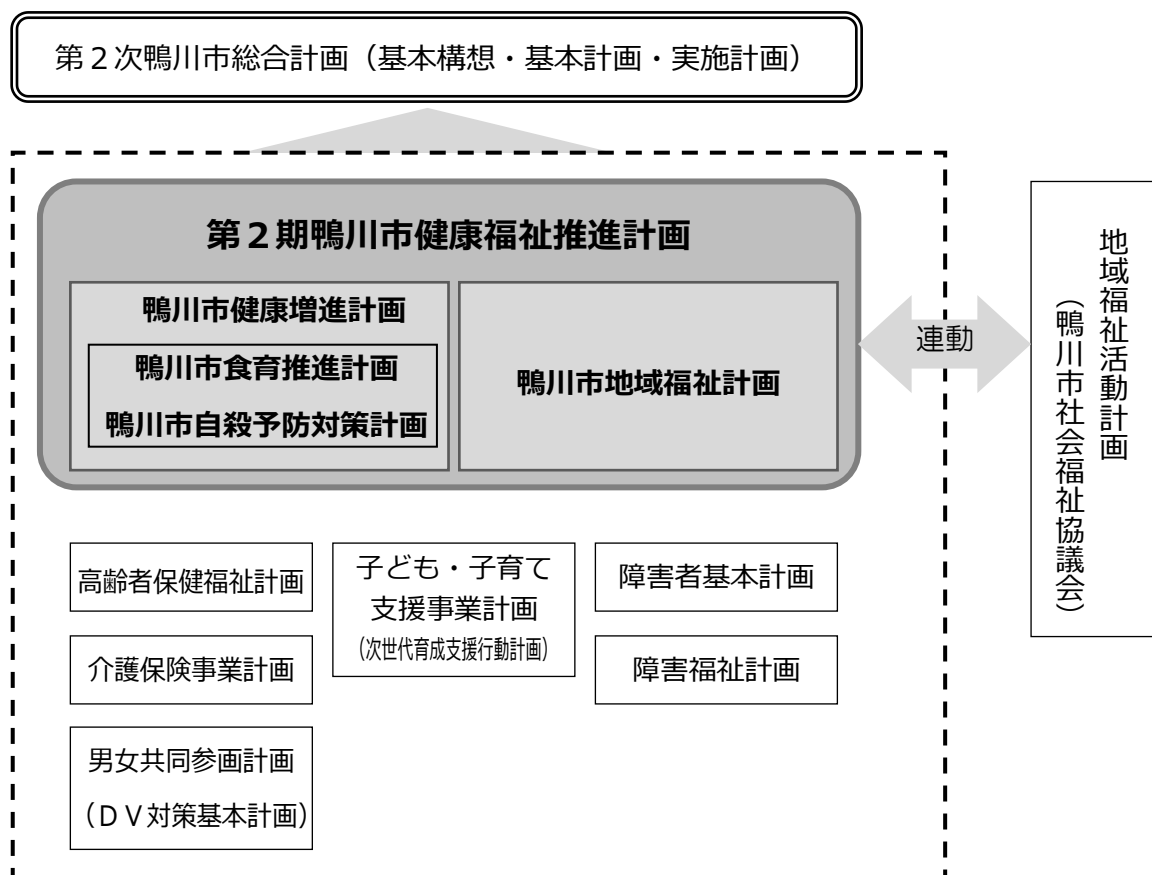 第２次鴨川市総合計画（基本構想・基本計画・実施計画）
第２期鴨川市健康福祉推進計画
鴨川市健康増進計画
鴨川市食育推進計画
鴨川市自殺予防対策計画
鴨川市地域福祉計画
連動
地域福祉活動計画
（鴨川市社会福祉協議会）
高齢者保健福祉計画
子ども・子育て
支援事業計画
（次世代育成支援行動計画）
障害者基本計画
介護保険事業計画
障害福祉計画
男女共同参画計画
（ＤＶ対策基本計画）